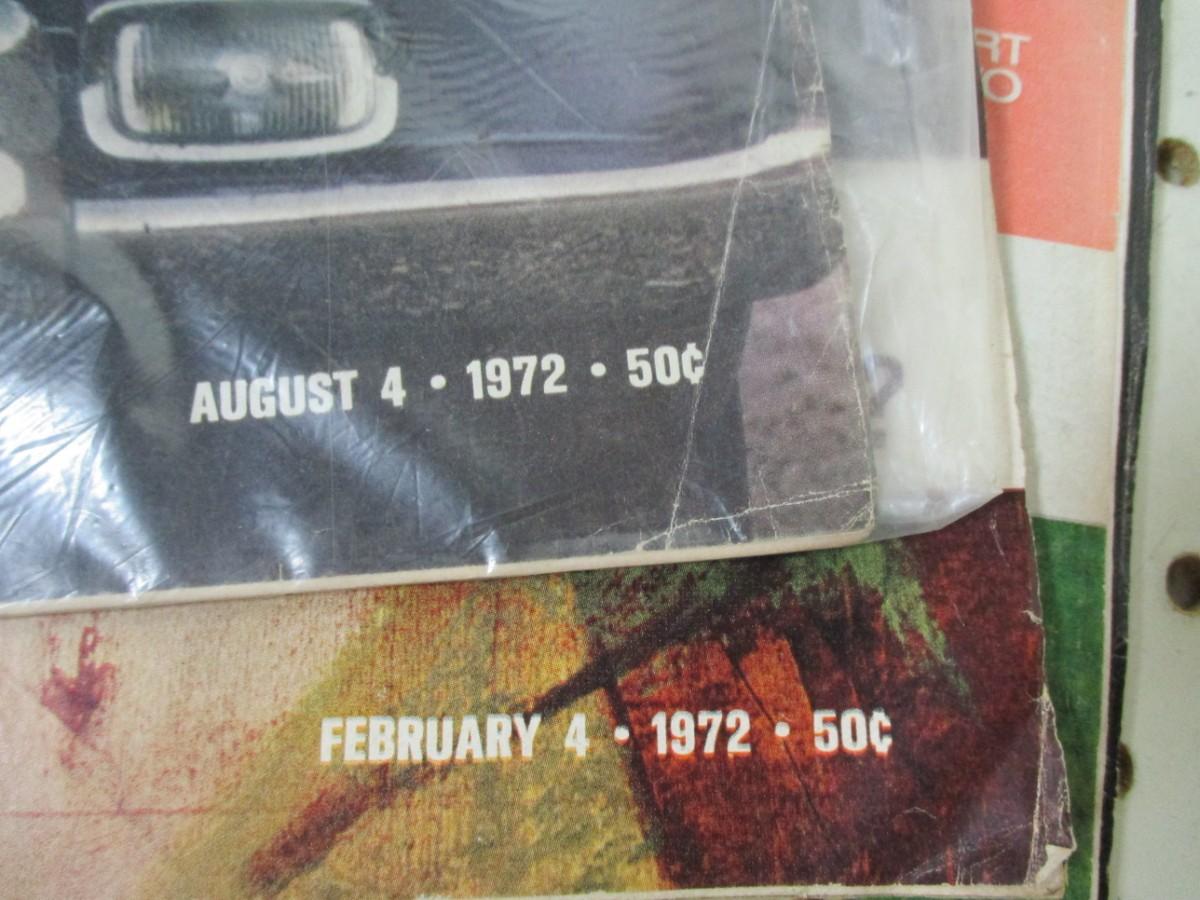 AUGUST 4 • 1972 • 50¢
FEBRUARY 4 • 1972 • 50¢